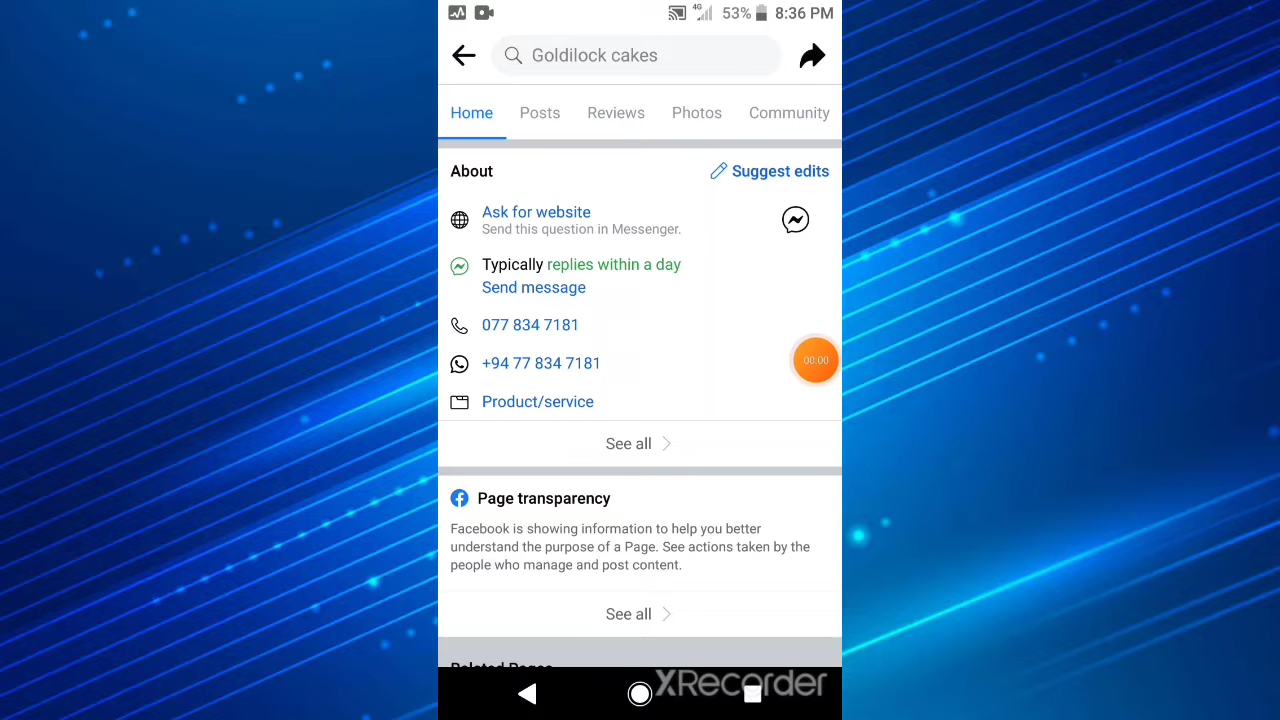 4G 53% 8:36 PM
Goldilock cakes
Home Posts Reviews Photos Community
About Suggest edits
Ask for website
Send this question in Messenger.
Typically replies within a day
Send message
077 834 7181
00:00
+94 77 834 7181
Product/service
See all
Page transparency
Facebook is showing information to help you better
understand the purpose of a Page. See actions taken by the
people who manage and post content.
See all
Related Pages
XRecorder